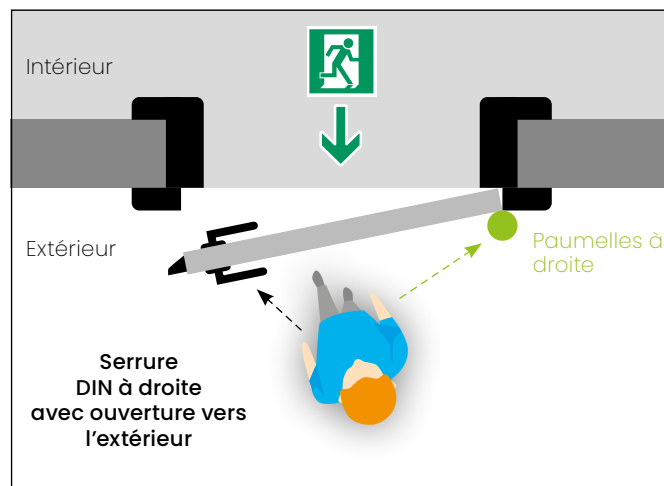 Intérieur
Extérieur
Paumelles à
droite
Serrure
DIN à droite
avec ouverture vers
l’extérieur